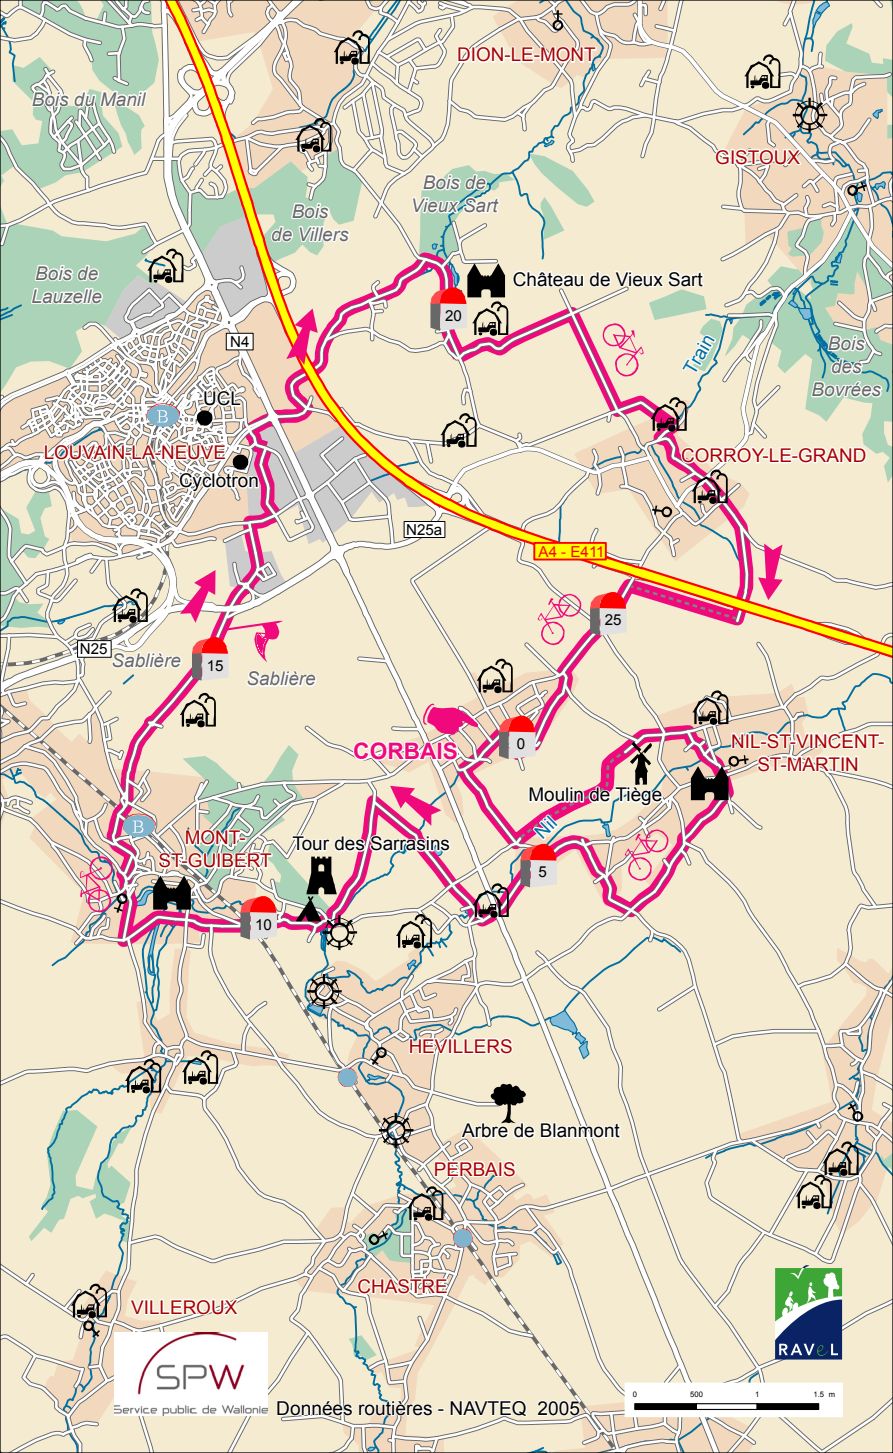 DION-LE-MONT
Bois du Manil
GISTOUX
Bois de
Vieux Sart
Bois
de Villers
Bois de
Lauzelle
Château de Vieux Sart
20
N4
Train
Bois
des
Bovrées
UCL
B
LOUVAIN-LA-NEUVE
Cyclotron
CORROY-LE-GRAND
N25a
A4 - E411
25
N25
Sablière
15
Sablière
0
CORBAIS
NIL-ST-VINCENT-
ST-MARTIN
Moulin de Tiège
Nil
B
MONT-
ST-GUIBERT
Tour des Sarrasins
5
10
HEVILLERS
Arbre de Blanmont
PERBAIS
CHASTRE
VILLEROUX
SPW
Service public de Wallonie
Données routières - NAVTEQ 2005
RAVeL
0 500 1 1.5 m